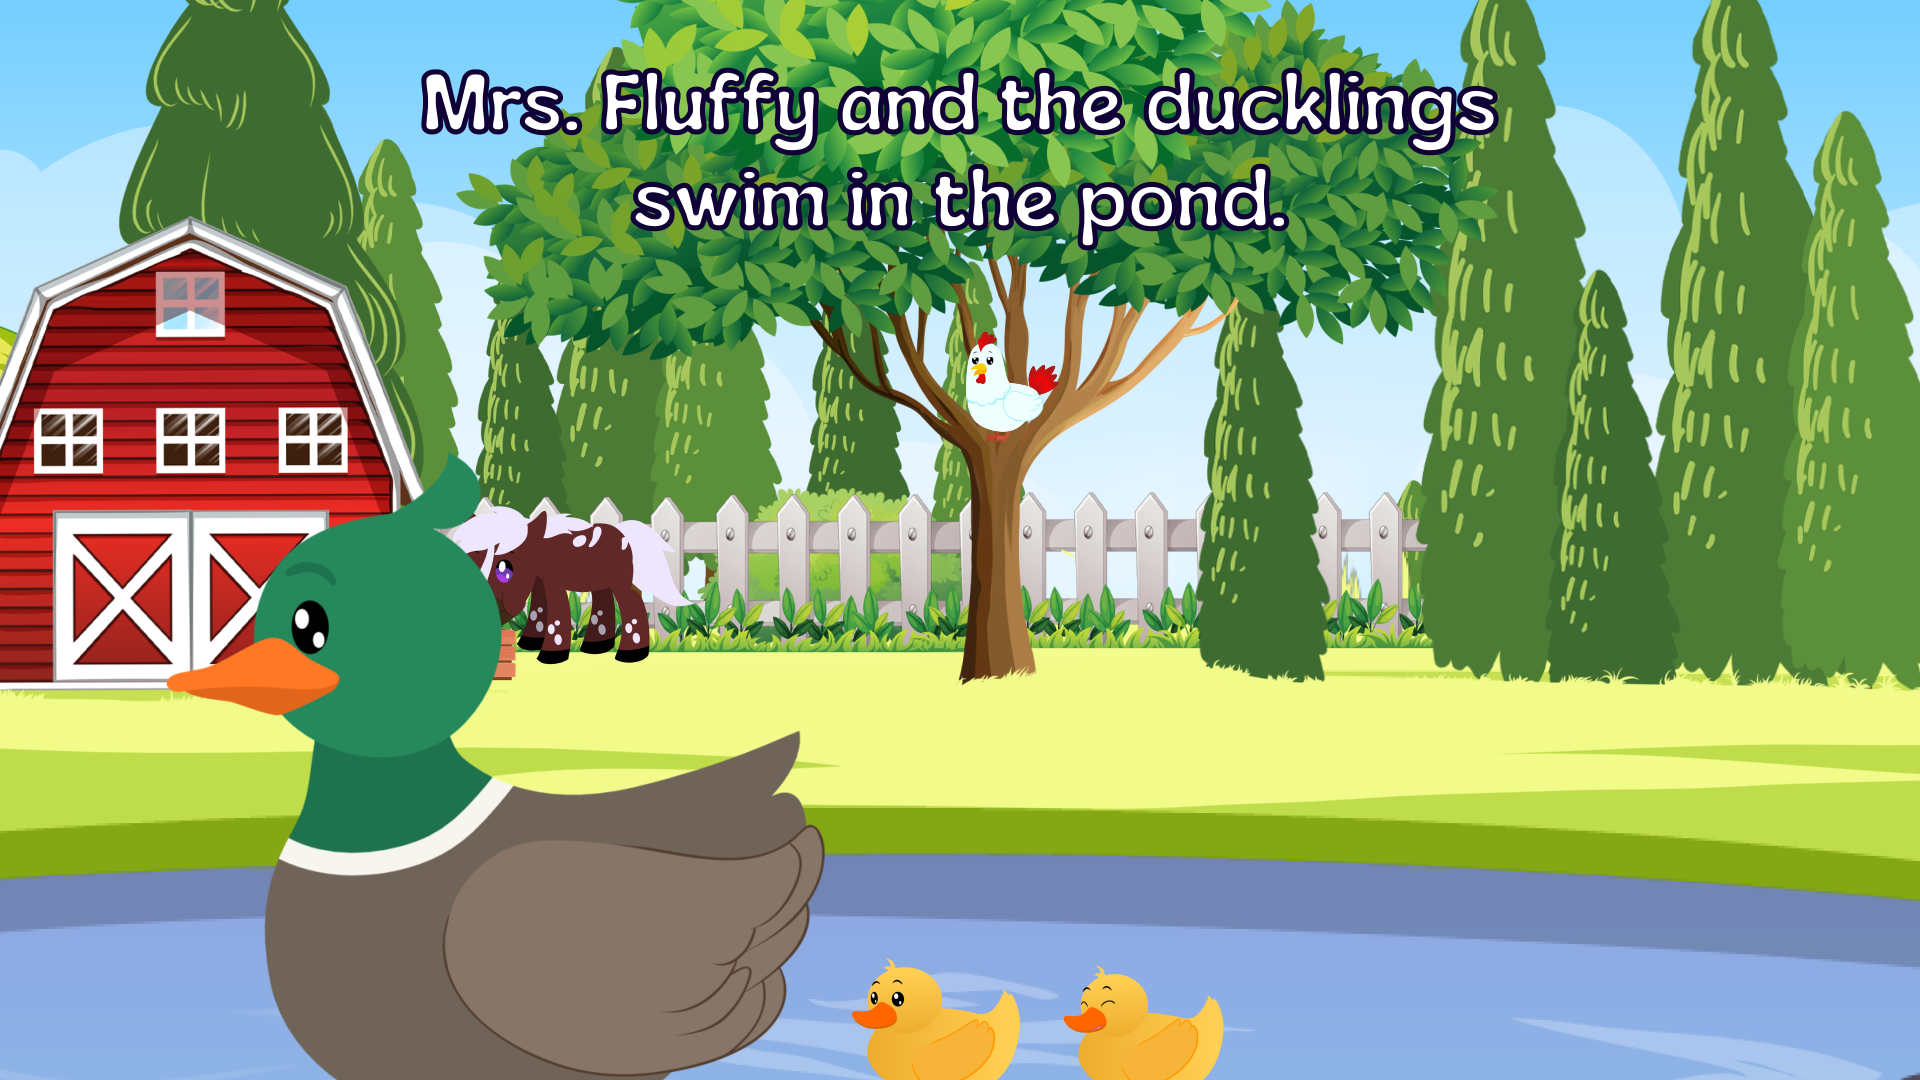 Mrs. Fluffy and the ducklings
swim in the pond.